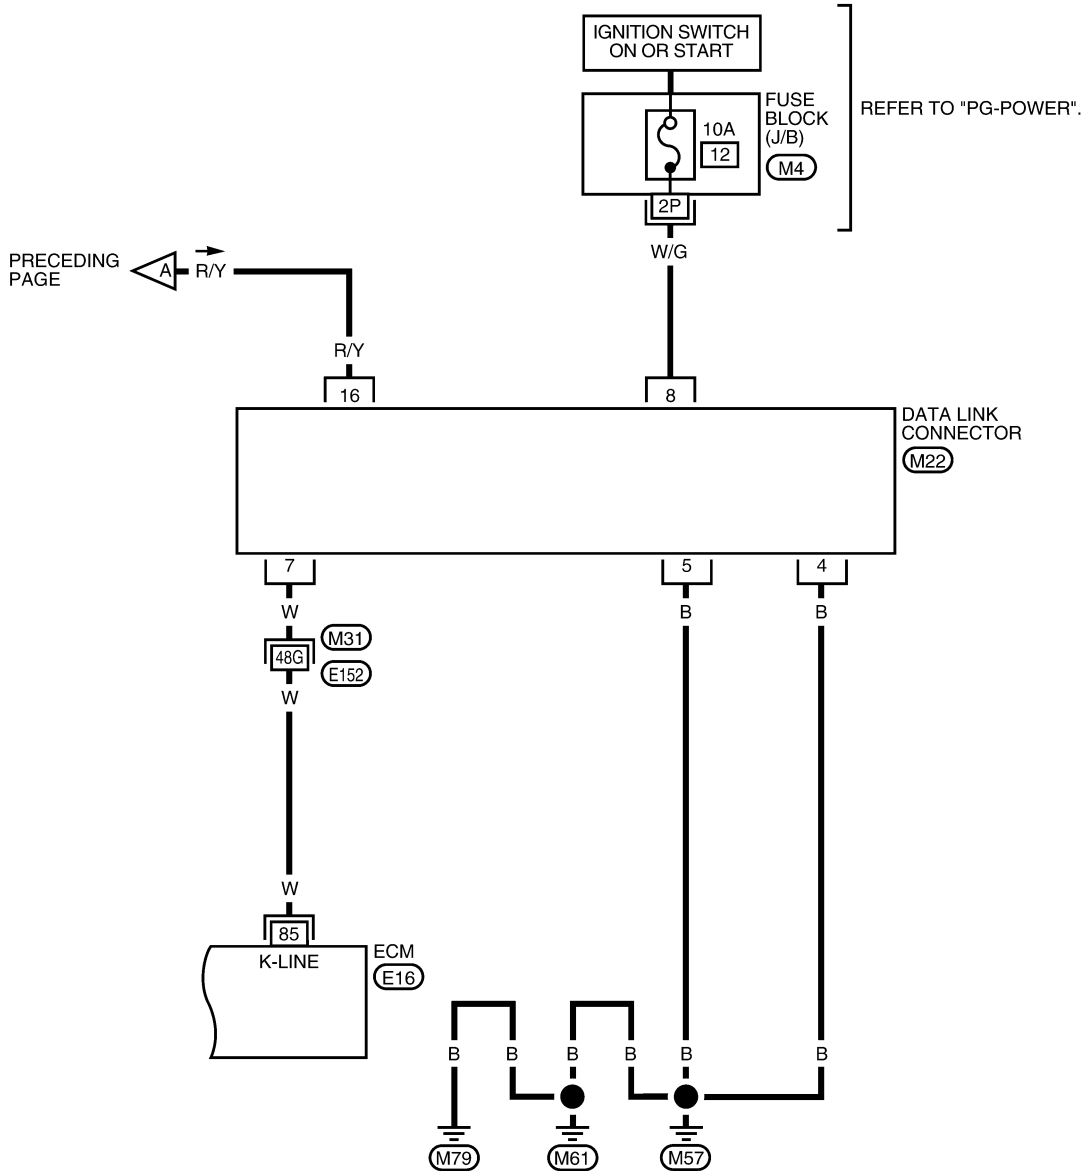 IGNITION SWITCH
ON OR START
FUSE
BLOCK
(J/B)
10A
12
M4
REFER TO "PG-POWER".
2P
W/G
PRECEDING
PAGE
A
R/Y
R/Y
16
8
DATA LINK
CONNECTOR
M22
7
5
4
W
B
B
M31
48G
E152
W
W
85
K-LINE
ECM
E16
B
B
B
B
B
B
M79
M61
M57